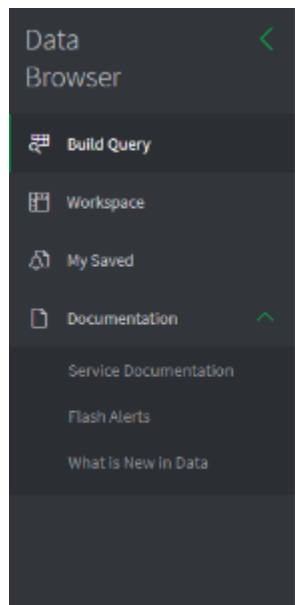 Data
Browser
Build Query
Workspace
My Saved
Documentation
Service Documentation
Flash Alerts
What is New in Data